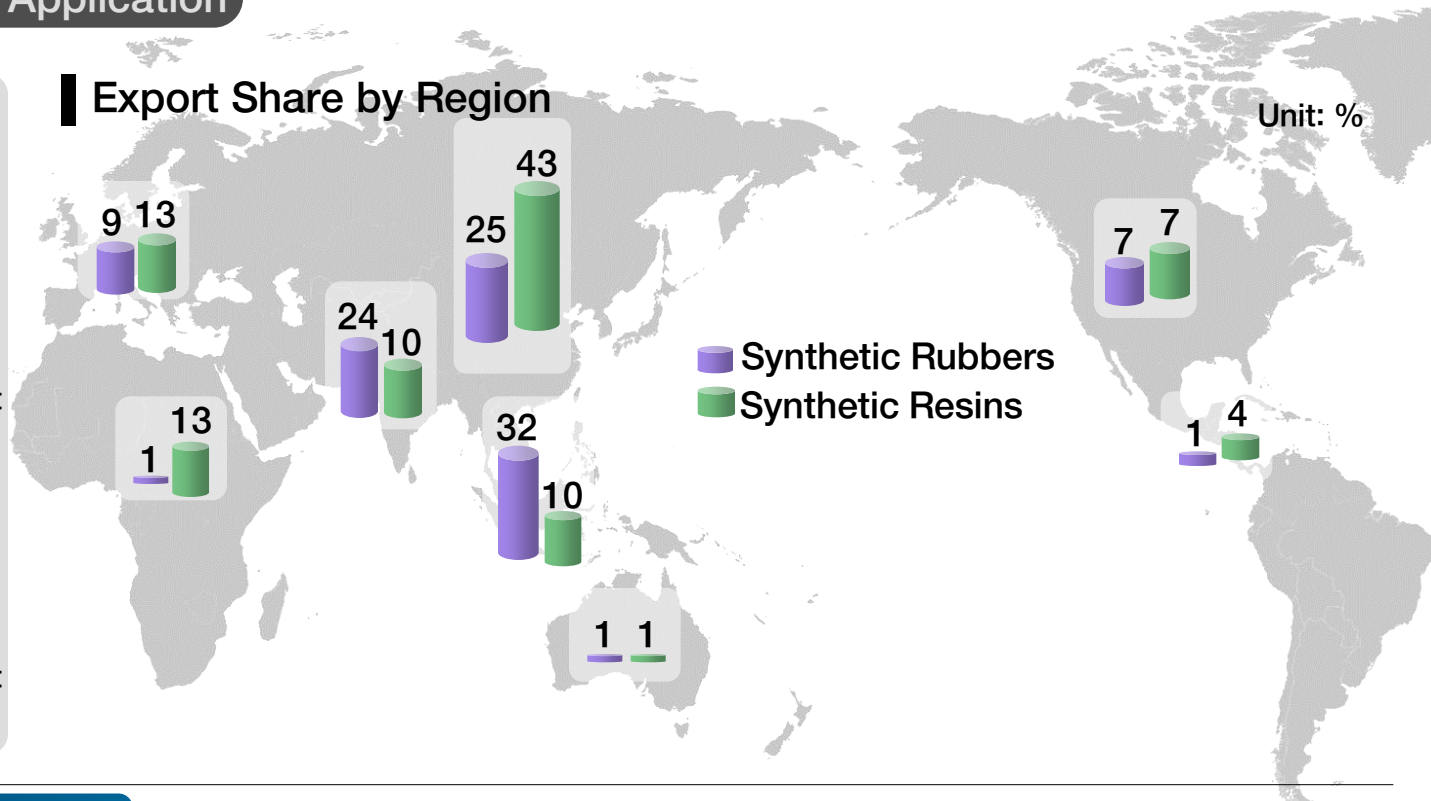 Application
Export Share by Region
Unit: %
43
25
9 13
7 7
24
10
Synthetic Rubbers
Synthetic Resins
13
1
32
10
1 4
1 1